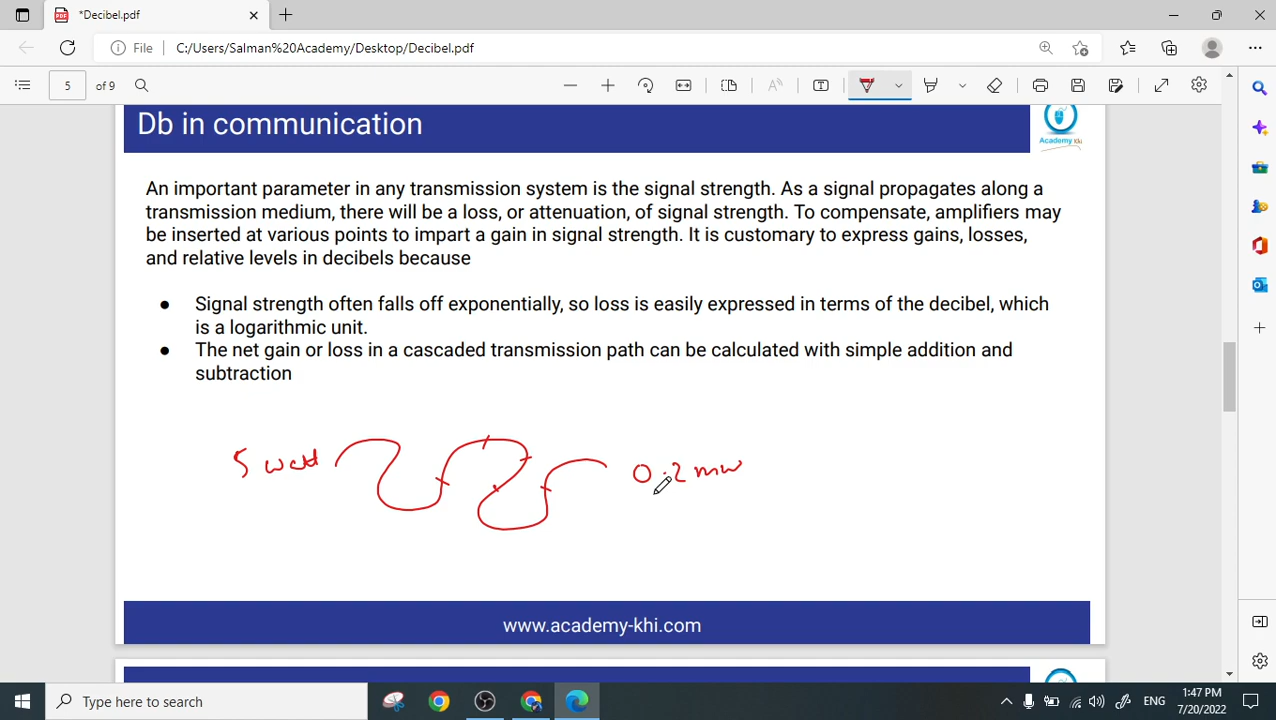 *Decibel.pdf
File C:/Users/Salman%20Academy/Desktop/Decibel.pdf
5 of 9
Db in communication
Academy Khi
An important parameter in any transmission system is the signal strength. As a signal propagates along a
transmission medium, there will be a loss, or attenuation, of signal strength. To compensate, amplifiers may
be inserted at various points to impart a gain in signal strength. It is customary to express gains, losses,
and relative levels in decibels because
● Signal strength often falls off exponentially, so loss is easily expressed in terms of the decibel, which
is a logarithmic unit.
● The net gain or loss in a cascaded transmission path can be calculated with simple addition and
subtraction
5 watt 0.2 mw
www.academy-khi.com
Type here to search
ENG
1:47 PM
7/20/2022